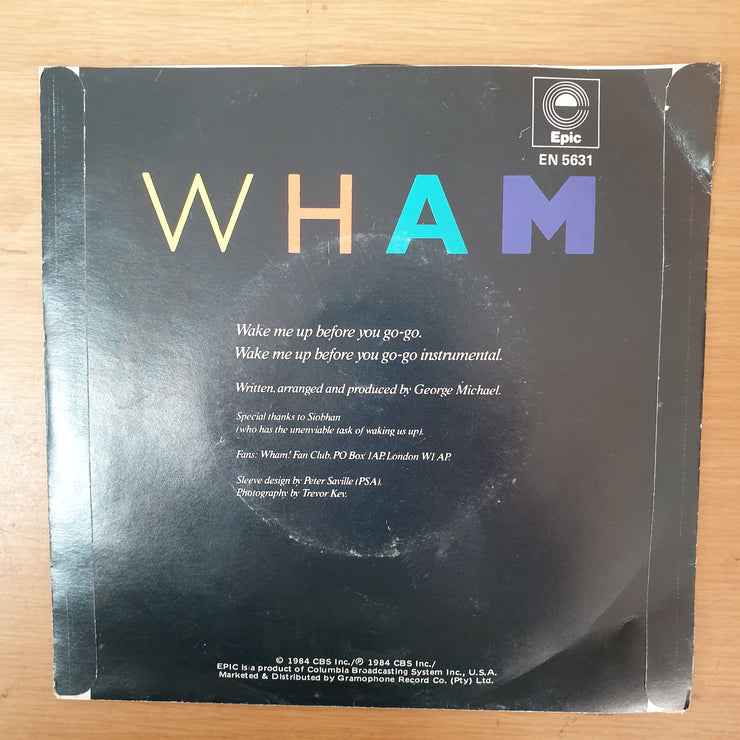 Epic
EN 5631
WHAM
Wake me up before you go-go.
Wake me up before you go-go instrumental.
Written, arranged and produced by George Michael.
Special thanks to Siobhan
(who has the unenviable task of waking us up).
Fans: Wham! Fan Club, PO Box 1AP, London W1 AP.
Sleeve design by Peter Saville (PSA).
Photography by Trevor Key.
© 1984 CBS Inc./℗ 1984 CBS Inc./
EPIC is a product of Columbia Broadcasting System Inc., U.S.A.
Marketed & Distributed by Gramophone Record Co. (Pty) Ltd.